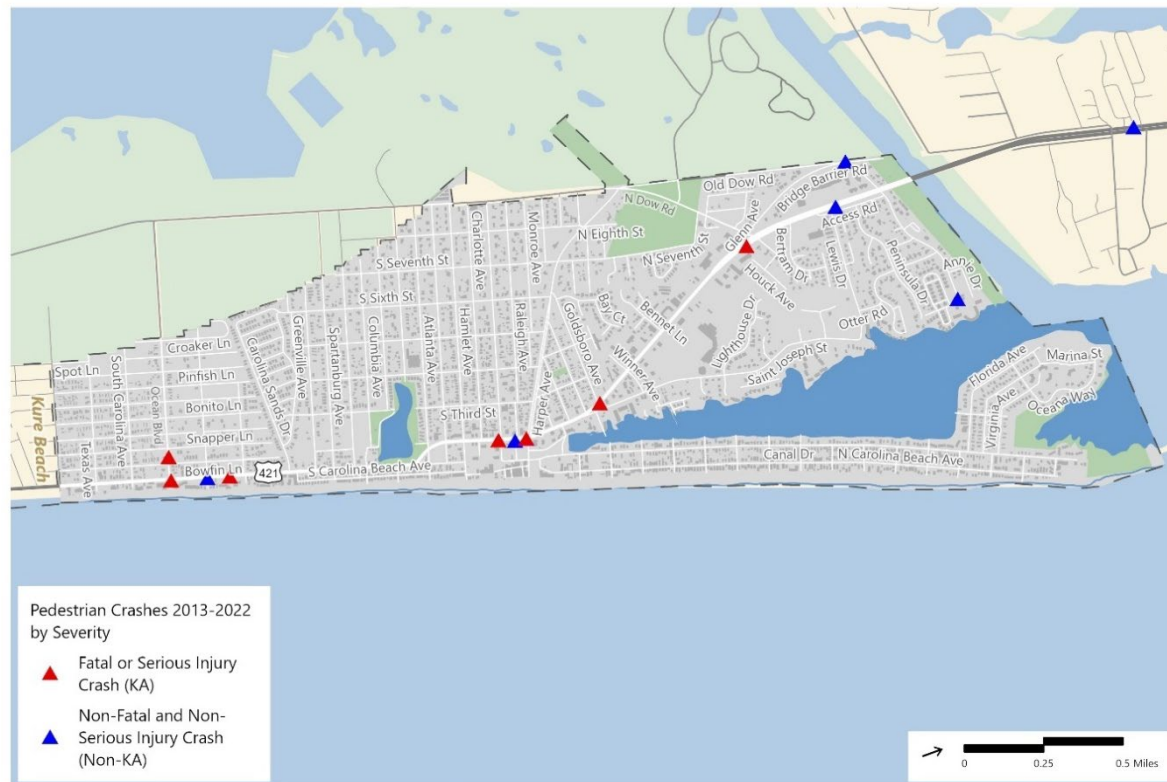 Old Dow Rd
Bridge Barrier Rd
N Dow Rd
Access Rd
Glenn Ave
N Eighth St
Charlotte Ave
Monroe Ave
S Seventh St
N Seventh St
Bertram Dr
Lewis Dr
Peninsula Dr
Annie Dr
Houck Ave
S Sixth St
Goldsboro Ave
Bay Ct
Bennet Ln
Lighthouse Dr
Otter Rd
Winner Ave
Saint Joseph St
Croaker Ln
Spot Ln
Pinfish Ln
Bonito Ln
Snapper Ln
Bowfin Ln
South Carolina Ave
Ocean Blvd
Texas Ave
Carolina Sands Dr
Greenville Ave
Spartanburg Ave
Columbia Ave
Atlanta Ave
Hamlet Ave
Raleigh Ave
Harper Ave
S Third St
Kure Beach
421
S Carolina Beach Ave
Canal Dr
N Carolina Beach Ave
Florida Ave
Marina St
Virginia Ave
Oceana Way
Pedestrian Crashes 2013-2022
by Severity
Fatal or Serious Injury
Crash (KA)
Non-Fatal and Non-
Serious Injury Crash
(Non-KA)
0
0.25
0.5 Miles